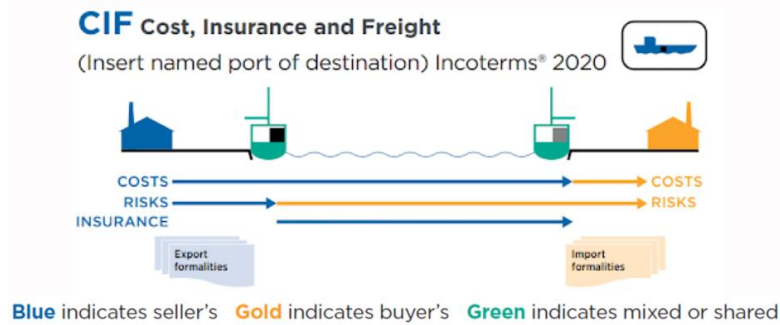 CIF Cost, Insurance and Freight
(Insert named port of destination) Incoterms® 2020
COSTS COSTS
RISKS RISKS
INSURANCE
Export
formalities
Import
formalities
Blue indicates seller's Gold indicates buyer's Green indicates mixed or shared